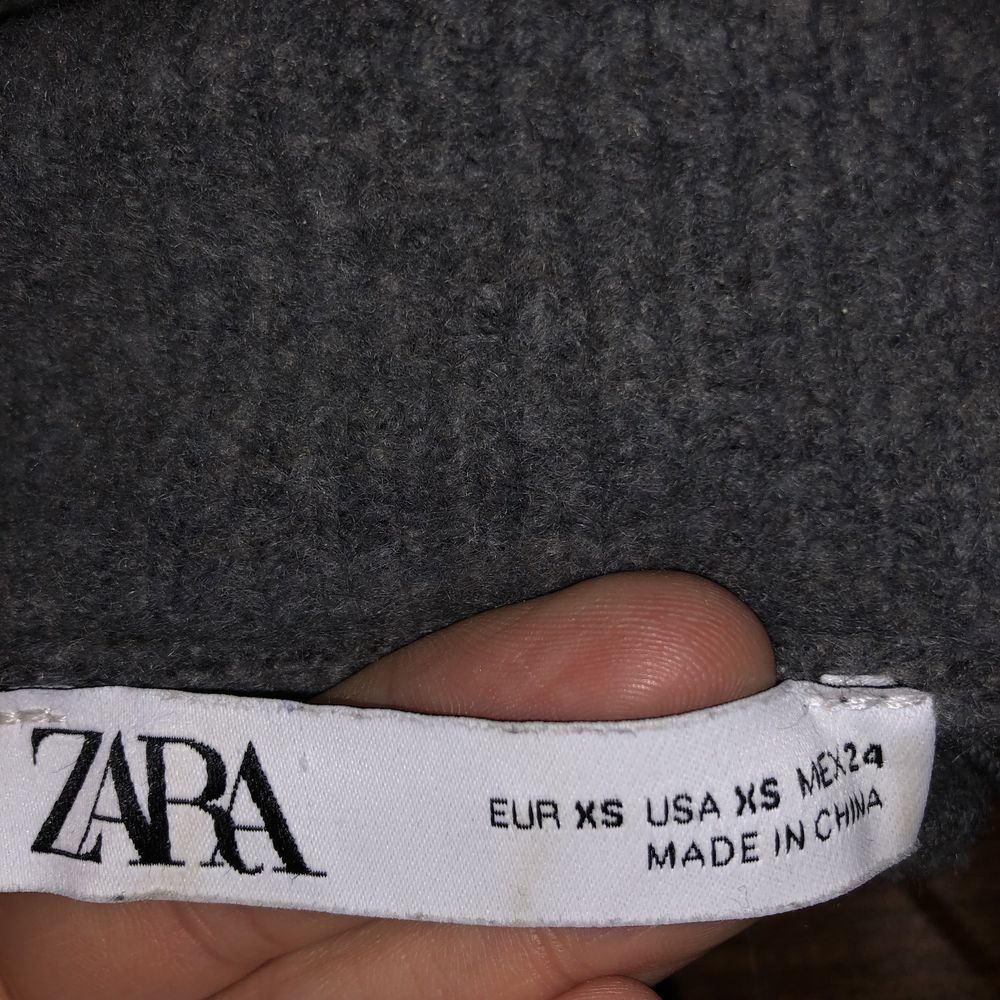 ZARA
EUR XS USA XS MEX 24
MADE IN CHINA